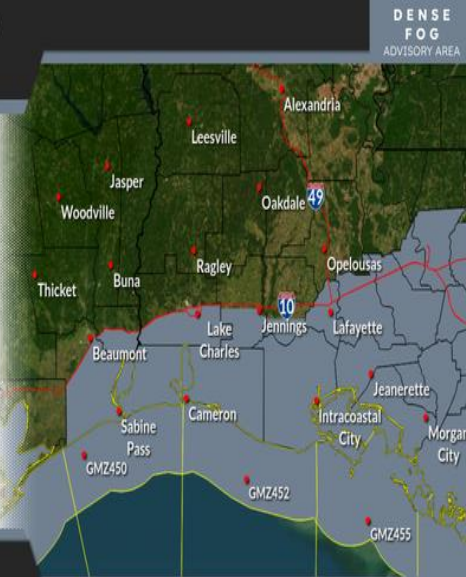 DENSE
FOG
ADVISORY AREA
Alexandria
Leesville
Jasper
Woodville
Oakdale
49
Ragley
Opelousas
Buna
Thicket
10
Lake
Charles
Jennings
Lafayette
Beaumont
Jeanerette
Cameron
Sabine
Pass
Intracoastal
City
Morgan
City
GMZ450
GMZ452
GMZ455